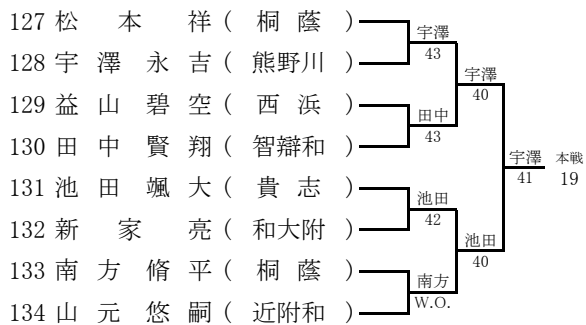 127 松本祥 ( 桐蔭 )
128 宇澤永吉 ( 熊野川 )
129 益山碧空 ( 西浜 )
130 田中賢翔 ( 智辯和 )
131 池田颯大 ( 貴志 )
132 新家亮 ( 和大附 )
133 南方脩平 ( 桐蔭 )
134 山元悠嗣 ( 近附和 )
宇澤
43
田中
43
池田
42
南方
W.O.
宇澤
40
池田
40
宇澤
41
本戦
19